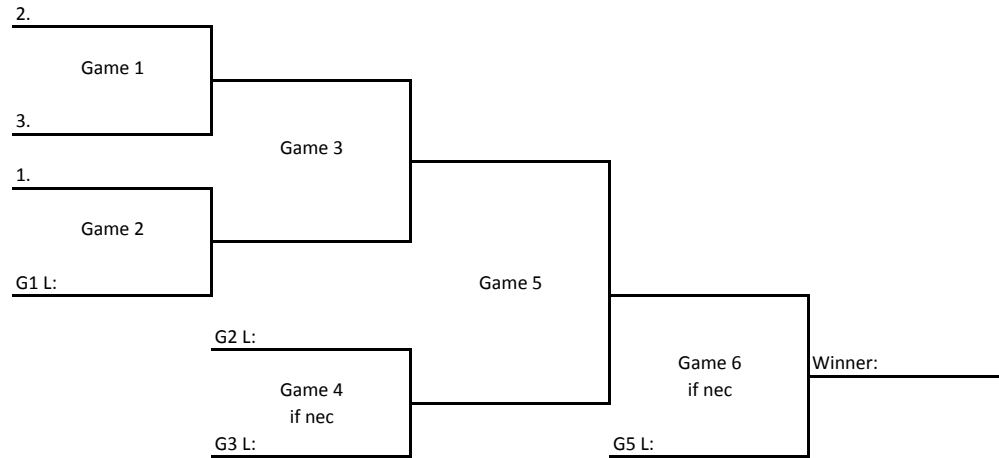 2.
Game 1
3.
Game 3
1.
Game 2
G1 L:
Game 5
G2 L:
Game 4
if nec
G3 L:
Game 6
if nec
Winner:
G5 L: